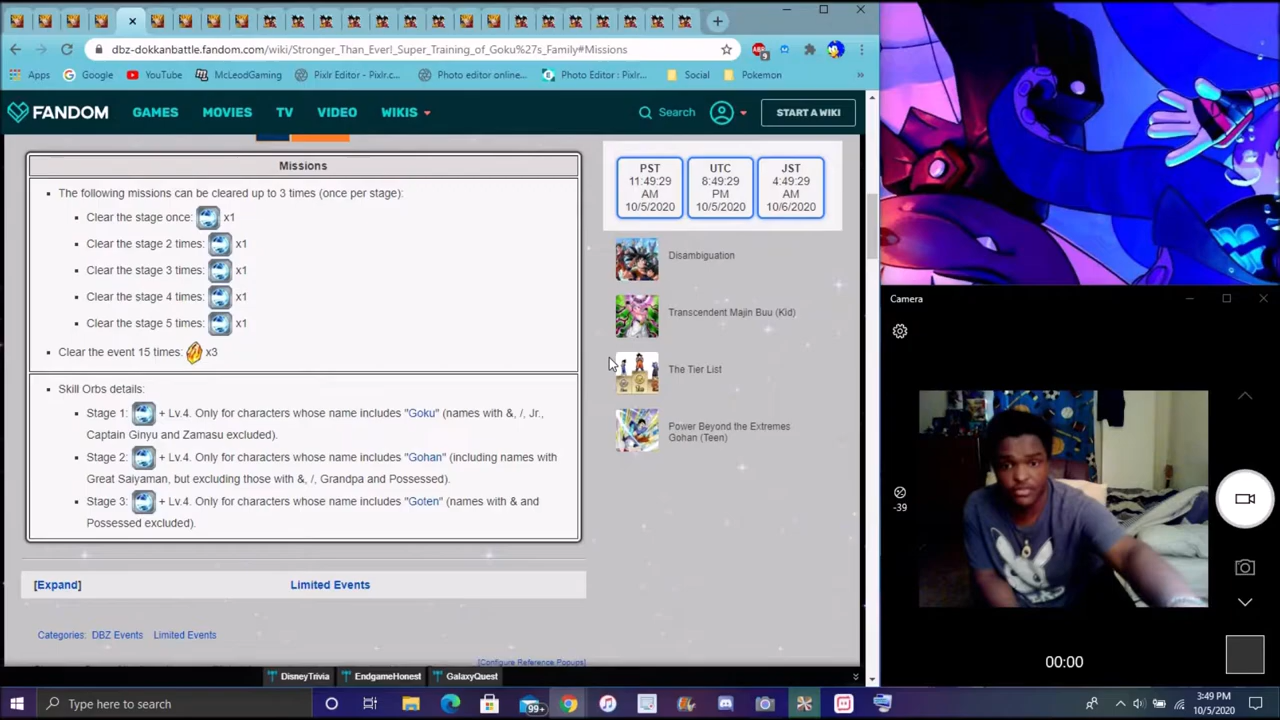 dbz-dokkanbattle.fandom.com/wiki/Stronger_Than_Ever!_Super_Training_of_Goku%27s_Family#Missions
ABP
9
Apps
Google
YouTube
McLeodGaming
Pixlr Editor - Pixlr.c...
Photo editor online...
Photo Editor : Pixlr...
Social
Pokemon
»
FANDOM
GAMES
MOVIES
TV
VIDEO
WIKIS
Search
START A WIKI
Missions
The following missions can be cleared up to 3 times (once per stage):
Clear the stage once: x1
Clear the stage 2 times: x1
Clear the stage 3 times: x1
Clear the stage 4 times: x1
Clear the stage 5 times: x1
Clear the event 15 times: x3
Skill Orbs details:
Stage 1: + Lv.4. Only for characters whose name includes "Goku" (names with &, /, Jr.,
Captain Ginyu and Zamasu excluded).
Stage 2: + Lv.4. Only for characters whose name includes "Gohan" (including names with
Great Saiyaman, but excluding those with &, /, Grandpa and Possessed).
Stage 3: + Lv.4. Only for characters whose name includes "Goten" (names with & and
Possessed excluded).
[Expand]
Limited Events
Categories: DBZ Events Limited Events
[Configure Reference Popups]
PST
11:49:29
AM
10/5/2020
UTC
8:49:29
PM
10/5/2020
JST
4:49:29
AM
10/6/2020
Disambiguation
Transcendent Majin Buu (Kid)
The Tier List
Power Beyond the Extremes
Gohan (Teen)
DisneyTrivia
EndgameHonest
GalaxyQuest
Camera
-39
00:00
Type here to search
99+
3:49 PM
10/5/2020